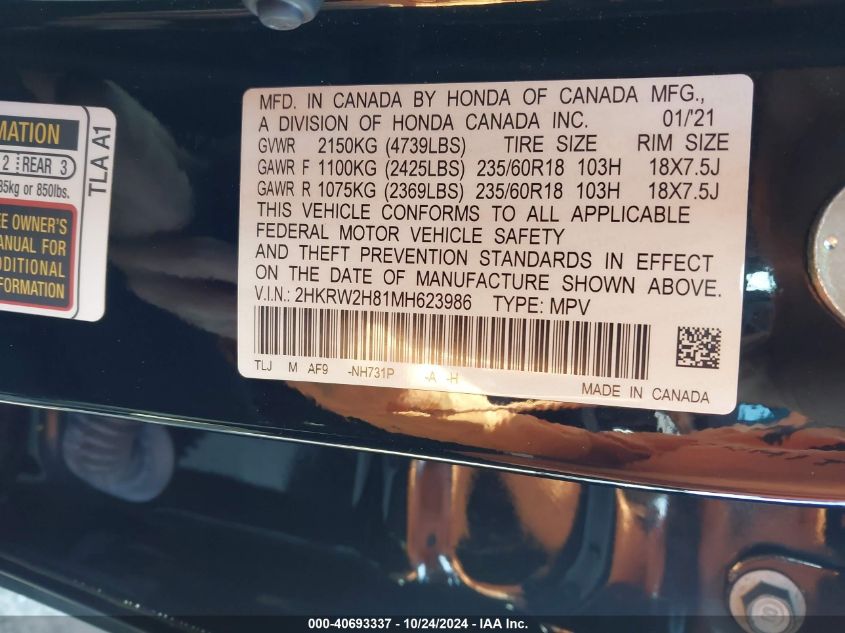 MATION
2 REAR 3
85kg or 850lbs.
EE OWNER'S
ANUAL FOR
DDITIONAL
FORMATION
TLA A1
MFD. IN CANADA BY HONDA OF CANADA MFG.,
A DIVISION OF HONDA CANADA INC. 01/'21
GVWR 2150KG (4739LBS) TIRE SIZE RIM SIZE
GAWR F 1100KG (2425LBS) 235/60R18 103H 18X7.5J
GAWR R 1075KG (2369LBS) 235/60R18 103H 18X7.5J
THIS VEHICLE CONFORMS TO ALL APPLICABLE
FEDERAL MOTOR VEHICLE SAFETY
AND THEFT PREVENTION STANDARDS IN EFFECT
ON THE DATE OF MANUFACTURE SHOWN ABOVE.
V.I.N.: 2HKRW2H81MH623986 TYPE: MPV
TLJ M AF9 -NH731P -A -H
MADE IN CANADA
000-40693337 - 10/24/2024 - IAA Inc.